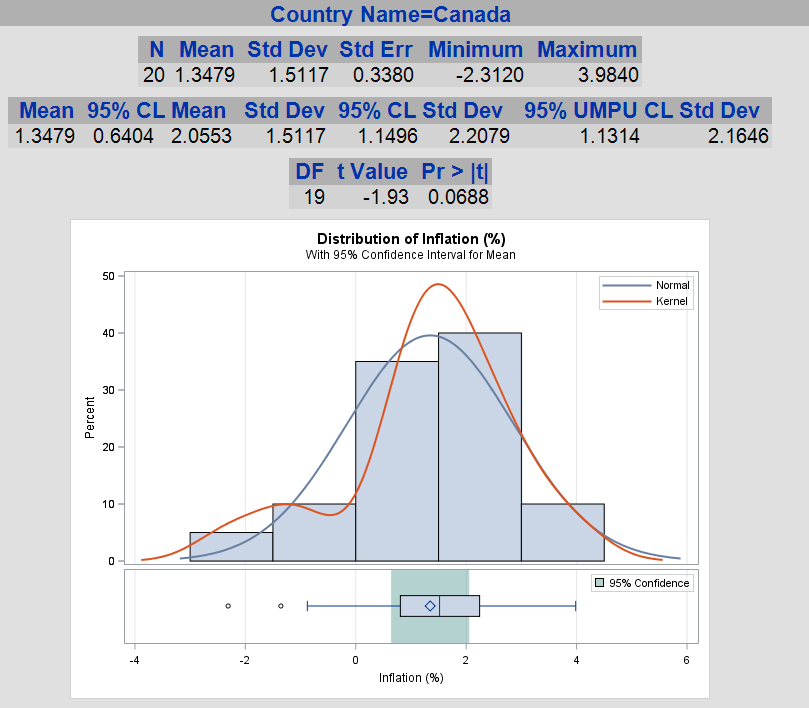 Country Name=Canada
N Mean Std Dev Std Err Minimum Maximum
20 1.3479 1.5117 0.3380 -2.3120 3.9840
Mean 95% CL Mean Std Dev 95% CL Std Dev 95% UMPU CL Std Dev
1.3479 0.6404 2.0553 1.5117 1.1496 2.2079 1.1314 2.1646
DF t Value Pr > |t|
19 -1.93 0.0688
Distribution of Inflation (%)
With 95% Confidence Interval for Mean
Normal
Kernel
Percent
50
40
30
20
10
0
95% Confidence
-4 -2 0 2 4 6
Inflation (%)